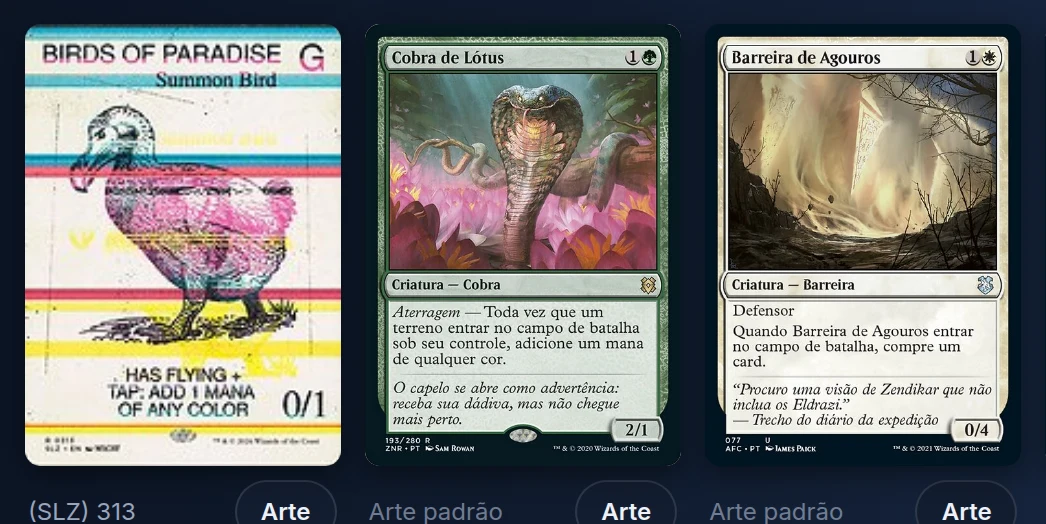 BIRDS OF PARADISE G
Summon Bird
HAS FLYING +
TAP: ADD 1 MANA
OF ANY COLOR
0/1
™ & © 2024 Wizards of the Coast
(SLZ) 313
Arte
Cobra de Lótus 1
Criatura — Cobra
Aterragem — Toda vez que um
terreno entrar no campo de batalha
sob seu controle, adicione um mana
de qualquer cor.
O capelo se abre como advertência:
receba sua dádiva, mas não chegue
mais perto.
2/1
193/280 R
ZNR • PT SAM ROWAN
™ & © 2020 Wizards of the Coast
Arte padrão
Arte
Barreira de Agouros 1
Criatura — Barreira
Defensor
Quando Barreira de Agouros entrar
no campo de batalha, compre um
card.
“Procuro uma visão de Zendikar que não
inclua os Eldrazi.”
— Trecho do diário da expedição
0/4
077 U
AFC • PT JAMES PAICK
™ & © 2021 Wizards of the Coast
Arte padrão
Arte